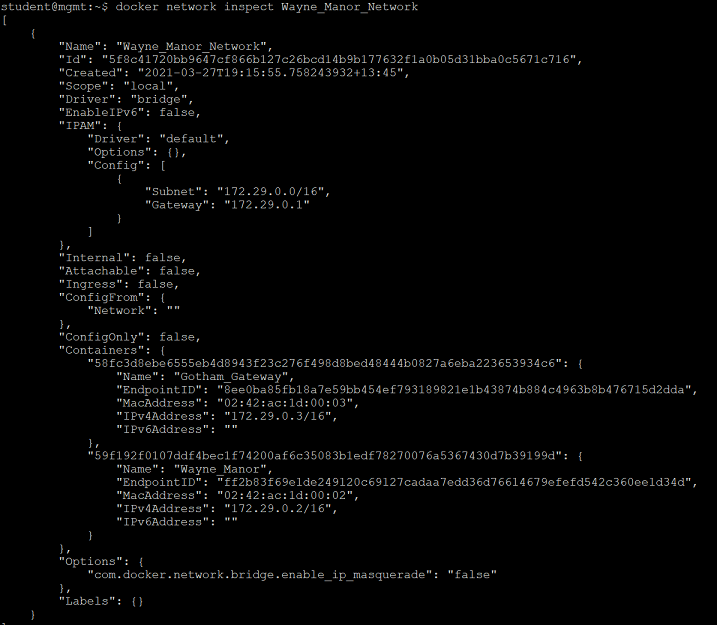 student@mgmt:~$ docker network inspect Wayne_Manor_Network
[
    {
        "Name": "Wayne_Manor_Network",
        "Id": "5f8c41720bb9647cf866b127c26bcd14b9b177632f1a0b05d31bba0c5671c716",
        "Created": "2021-03-27T19:15:55.758243932+13:45",
        "Scope": "local",
        "Driver": "bridge",
        "EnableIPv6": false,
        "IPAM": {
            "Driver": "default",
            "Options": {},
            "Config": [
                {
                    "Subnet": "172.29.0.0/16",
                    "Gateway": "172.29.0.1"
                }
            ]
        },
        "Internal": false,
        "Attachable": false,
        "Ingress": false,
        "ConfigFrom": {
            "Network": ""
        },
        "ConfigOnly": false,
        "Containers": {
            "58fc3d8ebe6555eb4d8943f23c276f498d8bed48444b0827a6eba223653934c6": {
                "Name": "Gotham_Gateway",
                "EndpointID": "8ee0ba85fb18a7e59bb454ef793189821e1b43874b884c4963b8b476715d2dda",
                "MacAddress": "02:42:ac:1d:00:03",
                "IPv4Address": "172.29.0.3/16",
                "IPv6Address": ""
            },
            "59f192f0107ddf4bec1f74200af6c35083b1edf78270076a5367430d7b39199d": {
                "Name": "Wayne_Manor",
                "EndpointID": "ff2b83f69e1de249120c69127cadaa7edd36d76614679efefd542c360ee1d34d",
                "MacAddress": "02:42:ac:1d:00:02",
                "IPv4Address": "172.29.0.2/16",
                "IPv6Address": ""
            }
        },
        "Options": {
            "com.docker.network.bridge.enable_ip_masquerade": "false"
        },
        "Labels": {}
    }